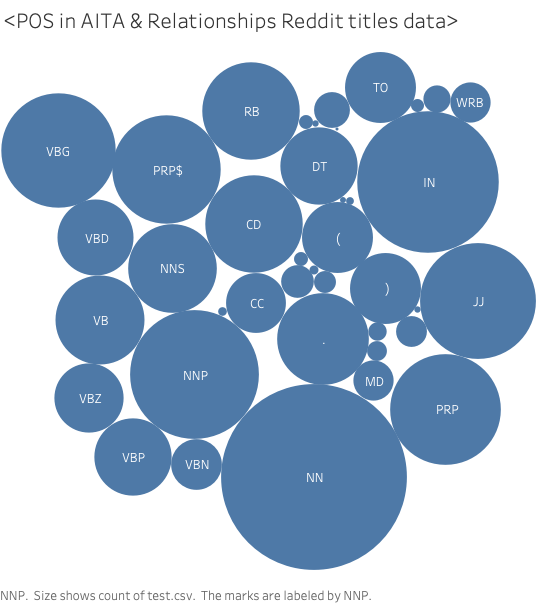 <POS in AITA & Relationships Reddit titles data>
TO
WRB
RB
VBG
DT
PRP$
IN
CD
VBD
(
NNS
)
CC
JJ
VB
.
NNP
MD
VBZ
PRP
VBP
VBN
NN
NNP. Size shows count of test.csv. The marks are labeled by NNP.